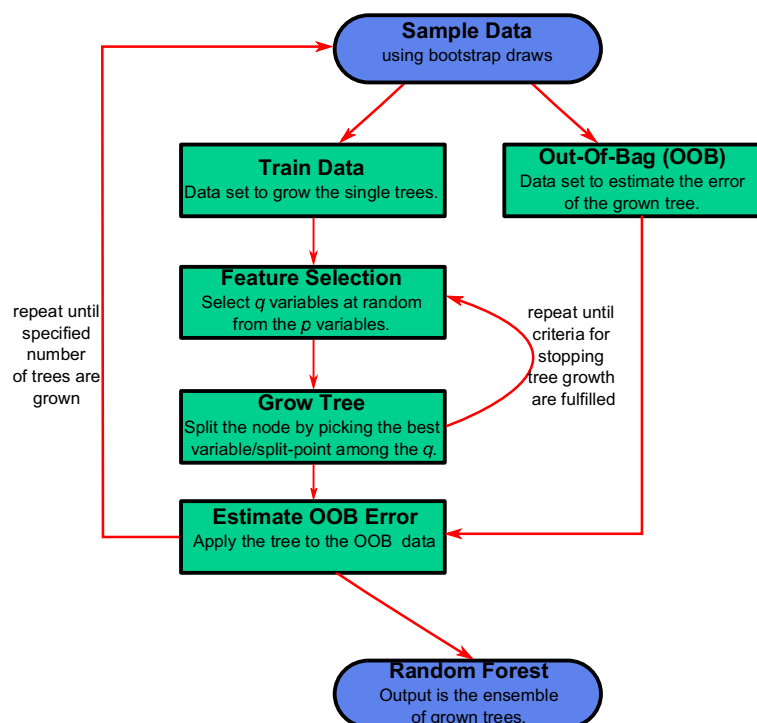 Sample Data
using bootstrap draws
Train Data
Data set to grow the single trees.
Out-Of-Bag (OOB)
Data set to estimate the error
of the grown tree.
Feature Selection
Select q variables at random
from the p variables.
repeat until
specified
number
of trees are
grown
repeat until
criteria for
stopping
tree growth
are fulfilled
Grow Tree
Split the node by picking the best
variable/split-point among the q.
Estimate OOB Error
Apply the tree to the OOB data
Random Forest
Output is the ensemble
of grown trees.